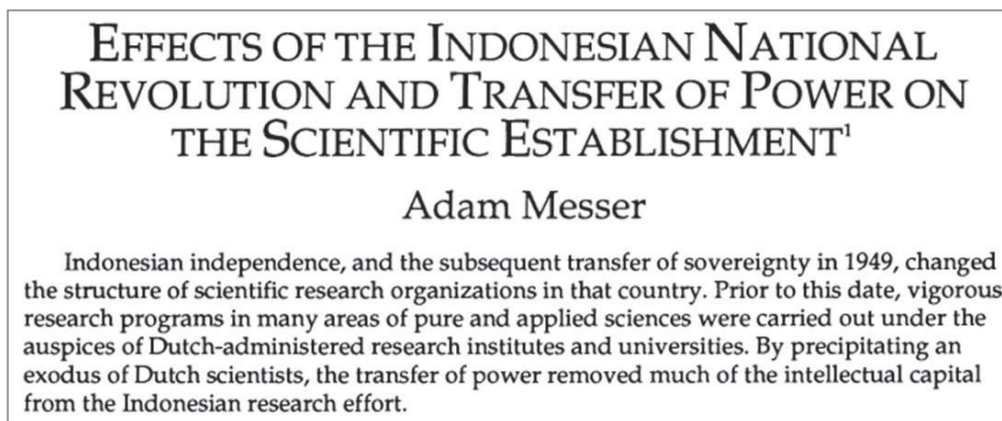 EFFECTS OF THE INDONESIAN NATIONAL
REVOLUTION AND TRANSFER OF POWER ON
THE SCIENTIFIC ESTABLISHMENT¹
Adam Messer
Indonesian independence, and the subsequent transfer of sovereignty in 1949, changed
the structure of scientific research organizations in that country. Prior to this date, vigorous
research programs in many areas of pure and applied sciences were carried out under the
auspices of Dutch-administered research institutes and universities. By precipitating an
exodus of Dutch scientists, the transfer of power removed much of the intellectual capital
from the Indonesian research effort.